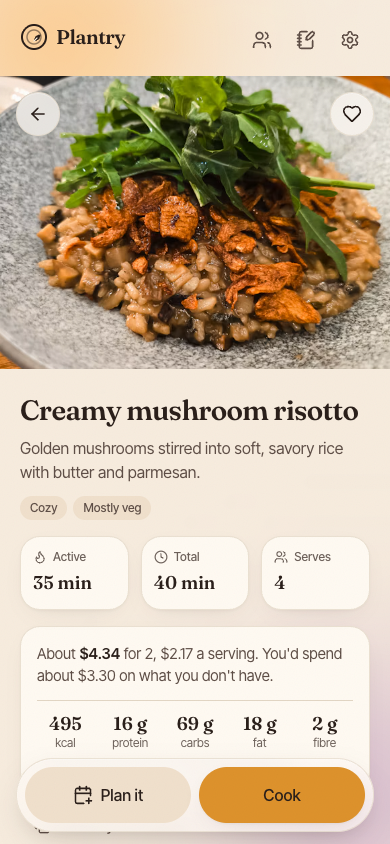 Plantry
Creamy mushroom risotto
Golden mushrooms stirred into soft, savory rice
with butter and parmesan.
Cozy
Mostly veg
Active
35 min
Total
40 min
Serves
4
About $4.34 for 2, $2.17 a serving. You'd spend
about $3.30 on what you don't have.
495
kcal
16 g
protein
69 g
carbs
18 g
fat
2 g
fibre
Plan it
Cook